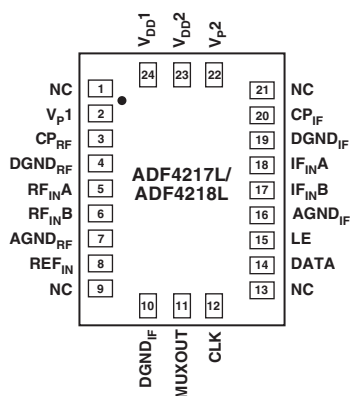 V_DD1 V_DD2 V_P2
24 23 22
NC 1 21 NC
V_P1 2 20 CP_IF
CP_RF 3 19 DGND_IF
DGND_RF 4 18 IF_INA
RF_INA 5 17 IF_INB
RF_INB 6 16 AGND_IF
AGND_RF 7 15 LE
REF_IN 8 14 DATA
NC 9 13 NC
ADF4217L/
ADF4218L
10 11 12
DGND_IF MUXOUT CLK